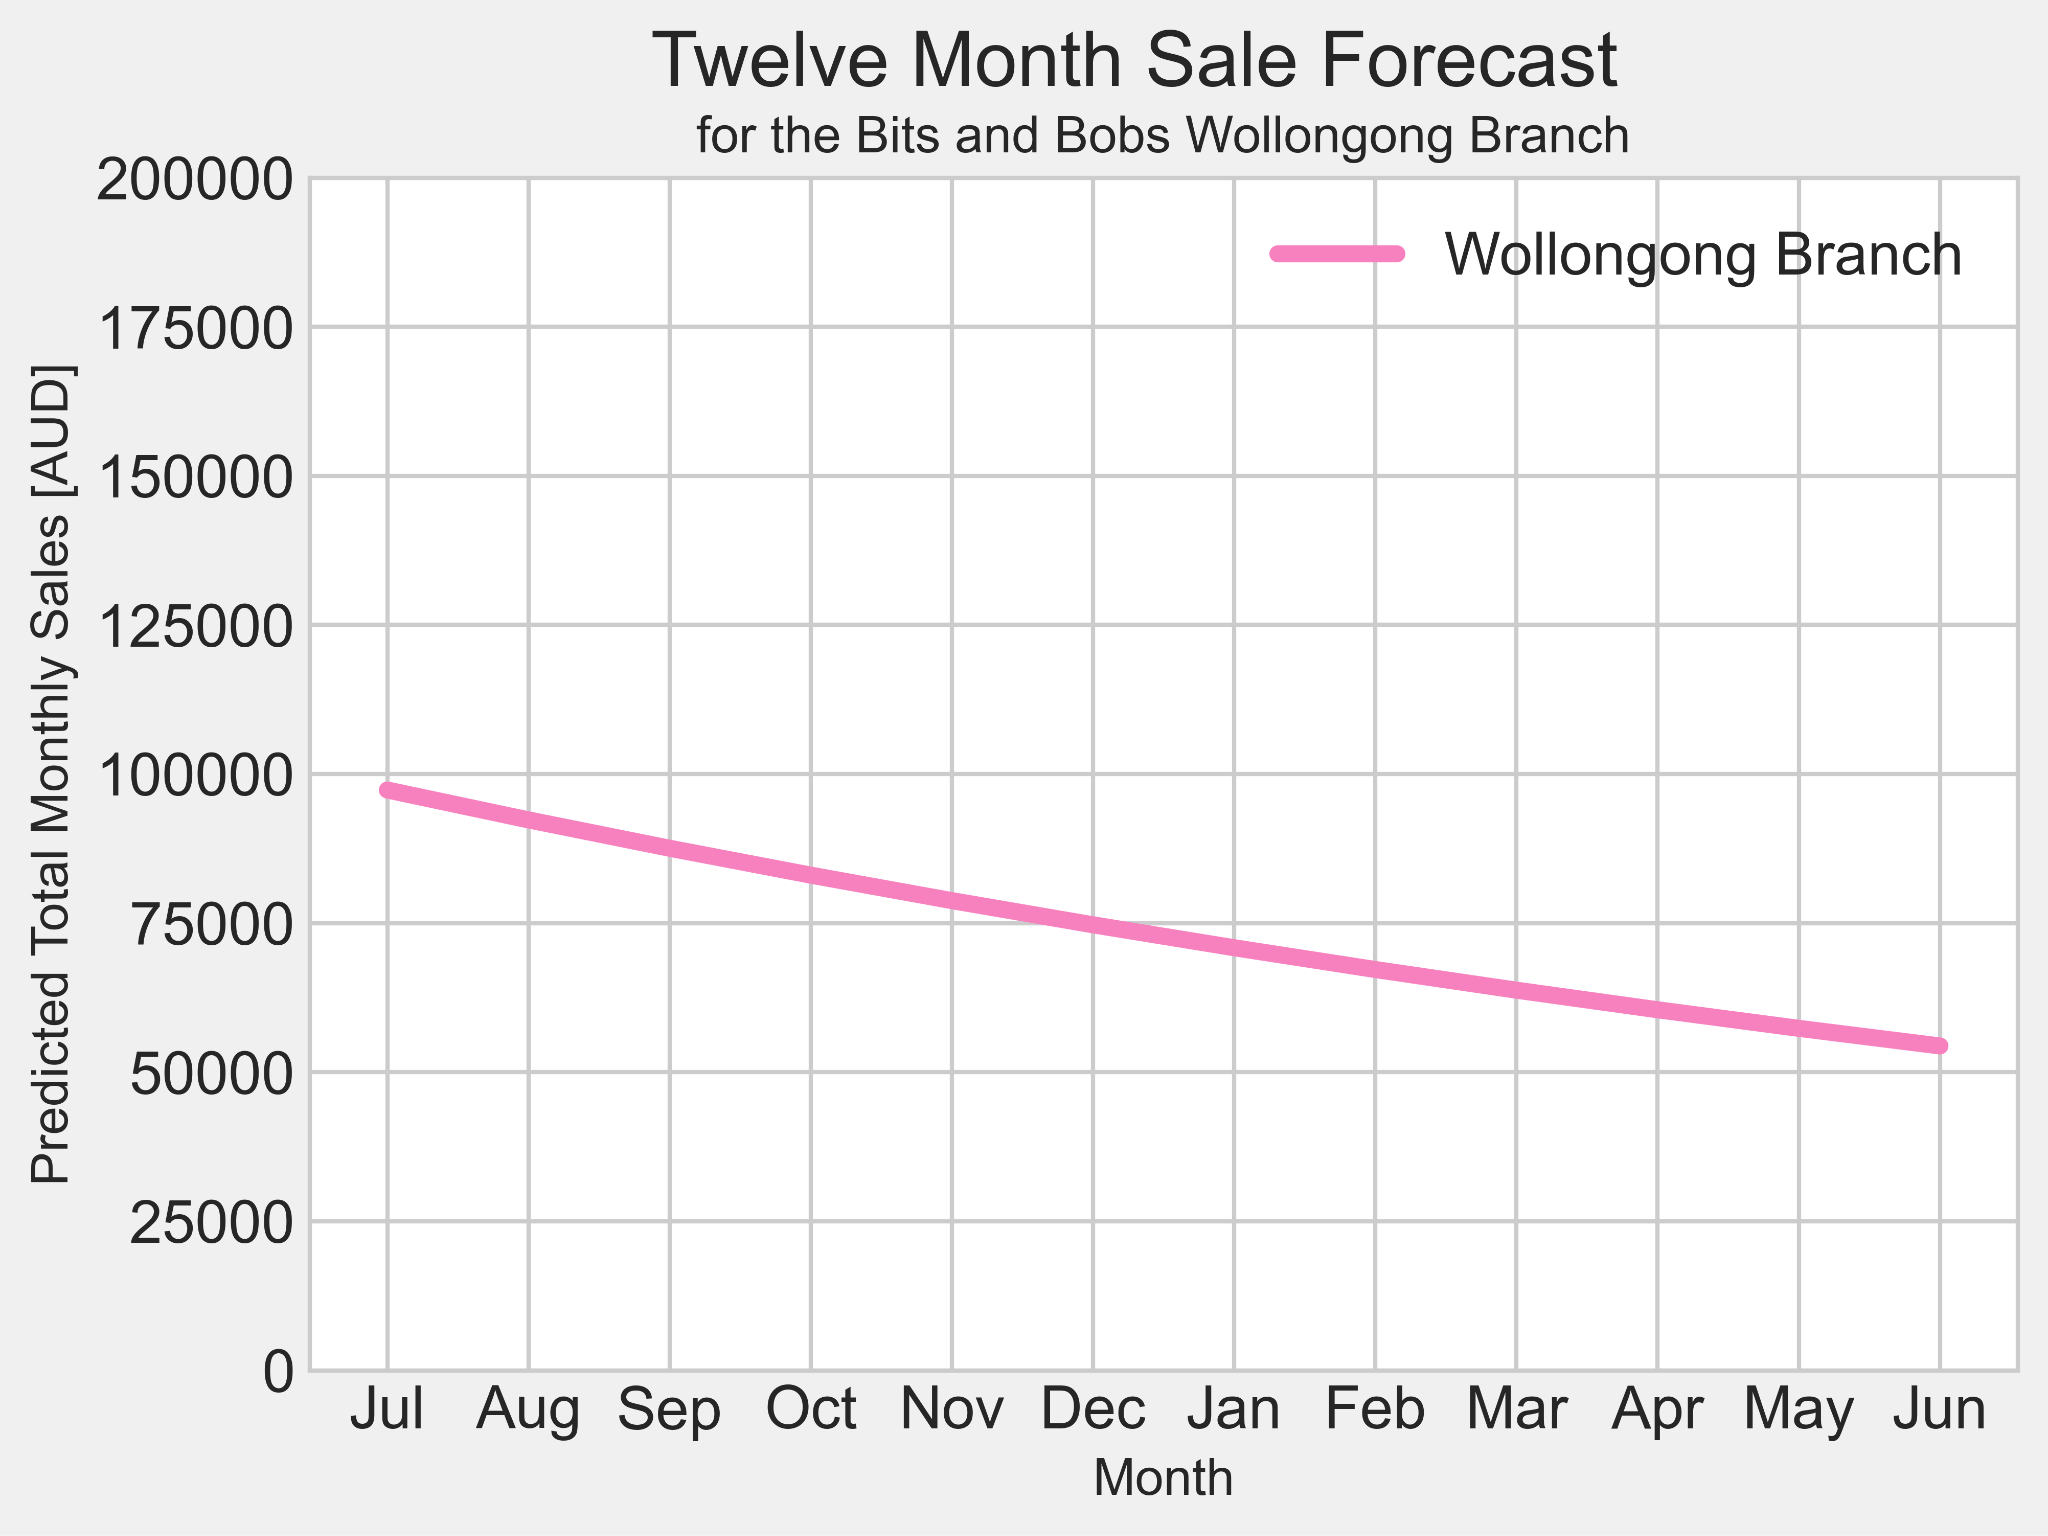 Twelve Month Sale Forecast
for the Bits and Bobs Wollongong Branch
200000
175000
150000
125000
100000
75000
50000
25000
0
Predicted Total Monthly Sales [AUD]
Wollongong Branch
Jul Aug Sep Oct Nov Dec Jan Feb Mar Apr May Jun
Month